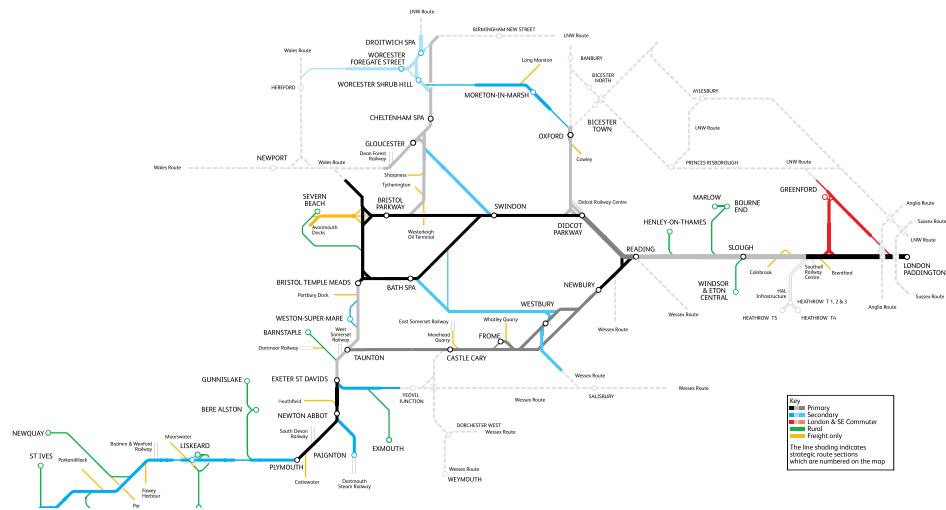 LNW Route
BIRMINGHAM NEW STREET
LNW Route
LNW Route
DROITWICH SPA
Wales Route
WORCESTER
FOREGATE STREET
BANBURY
Long Marston
BICESTER
NORTH
WORCESTER SHRUB HILL
HEREFORD
MORETON-IN-MARSH
AYLESBURY
CHELTENHAM SPA
BICESTER
TOWN
LNW Route
OXFORD
GLOUCESTER
Dean Forest
Railway
NEWPORT
Cowley
Wales Route
Wales Route
PRINCES RISBOROUGH
LNW Route
Sharpness
Tytherington
GREENFORD
SEVERN
BEACH
BRISTOL
PARKWAY
SWINDON
Didcot Railway Centre
MARLOW
BOURNE
END
Anglia Route
Sussex Route
Avonmouth
Docks
Westerleigh
Oil Terminal
DIDCOT
PARKWAY
HENLEY-ON-THAMES
LNW Route
READING
SLOUGH
LONDON
PADDINGTON
Colnbrook
Southall
Railway
Centre
Brentford
BRISTOL TEMPLE MEADS
BATH SPA
NEWBURY
WINDSOR
& ETON
CENTRAL
HAL
Infrastructure
Portbury Dock
HEATHROW T 1, 2 & 3
Sussex Route
Anglia Route
WESTBURY
Wessex Route
HEATHROW T5
HEATHROW T4
WESTON-SUPER-MARE
East Somerset Railway
Whatley Quarry
BARNSTAPLE
West
Somerset
Railway
Merehead
Quarry
FROME
Wessex Route
Dartmoor Railway
TAUNTON
CASTLE CARY
Wessex Route
GUNNISLAKE
EXETER ST DAVIDS
YEOVIL
JUNCTION
SALISBURY
Wessex Route
Wessex Route
Heathfield
BERE ALSTON
NEWTON ABBOT
Key
Primary
Secondary
London & SE Commuter
Rural
Freight only
The line shading indicates
strategic route sections
which are numbered on the map
DORCHESTER WEST
Wessex Route
NEWQUAY
Moorswater
South Devon
Railway
Bodmin & Wenford
Railway
LISKEARD
EXMOUTH
ST IVES
Parkandillack
PLYMOUTH
PAIGNTON
Wessex Route
WEYMOUTH
Cattewater
Dartmouth
Steam Railway
Fowey
Harbour
Par